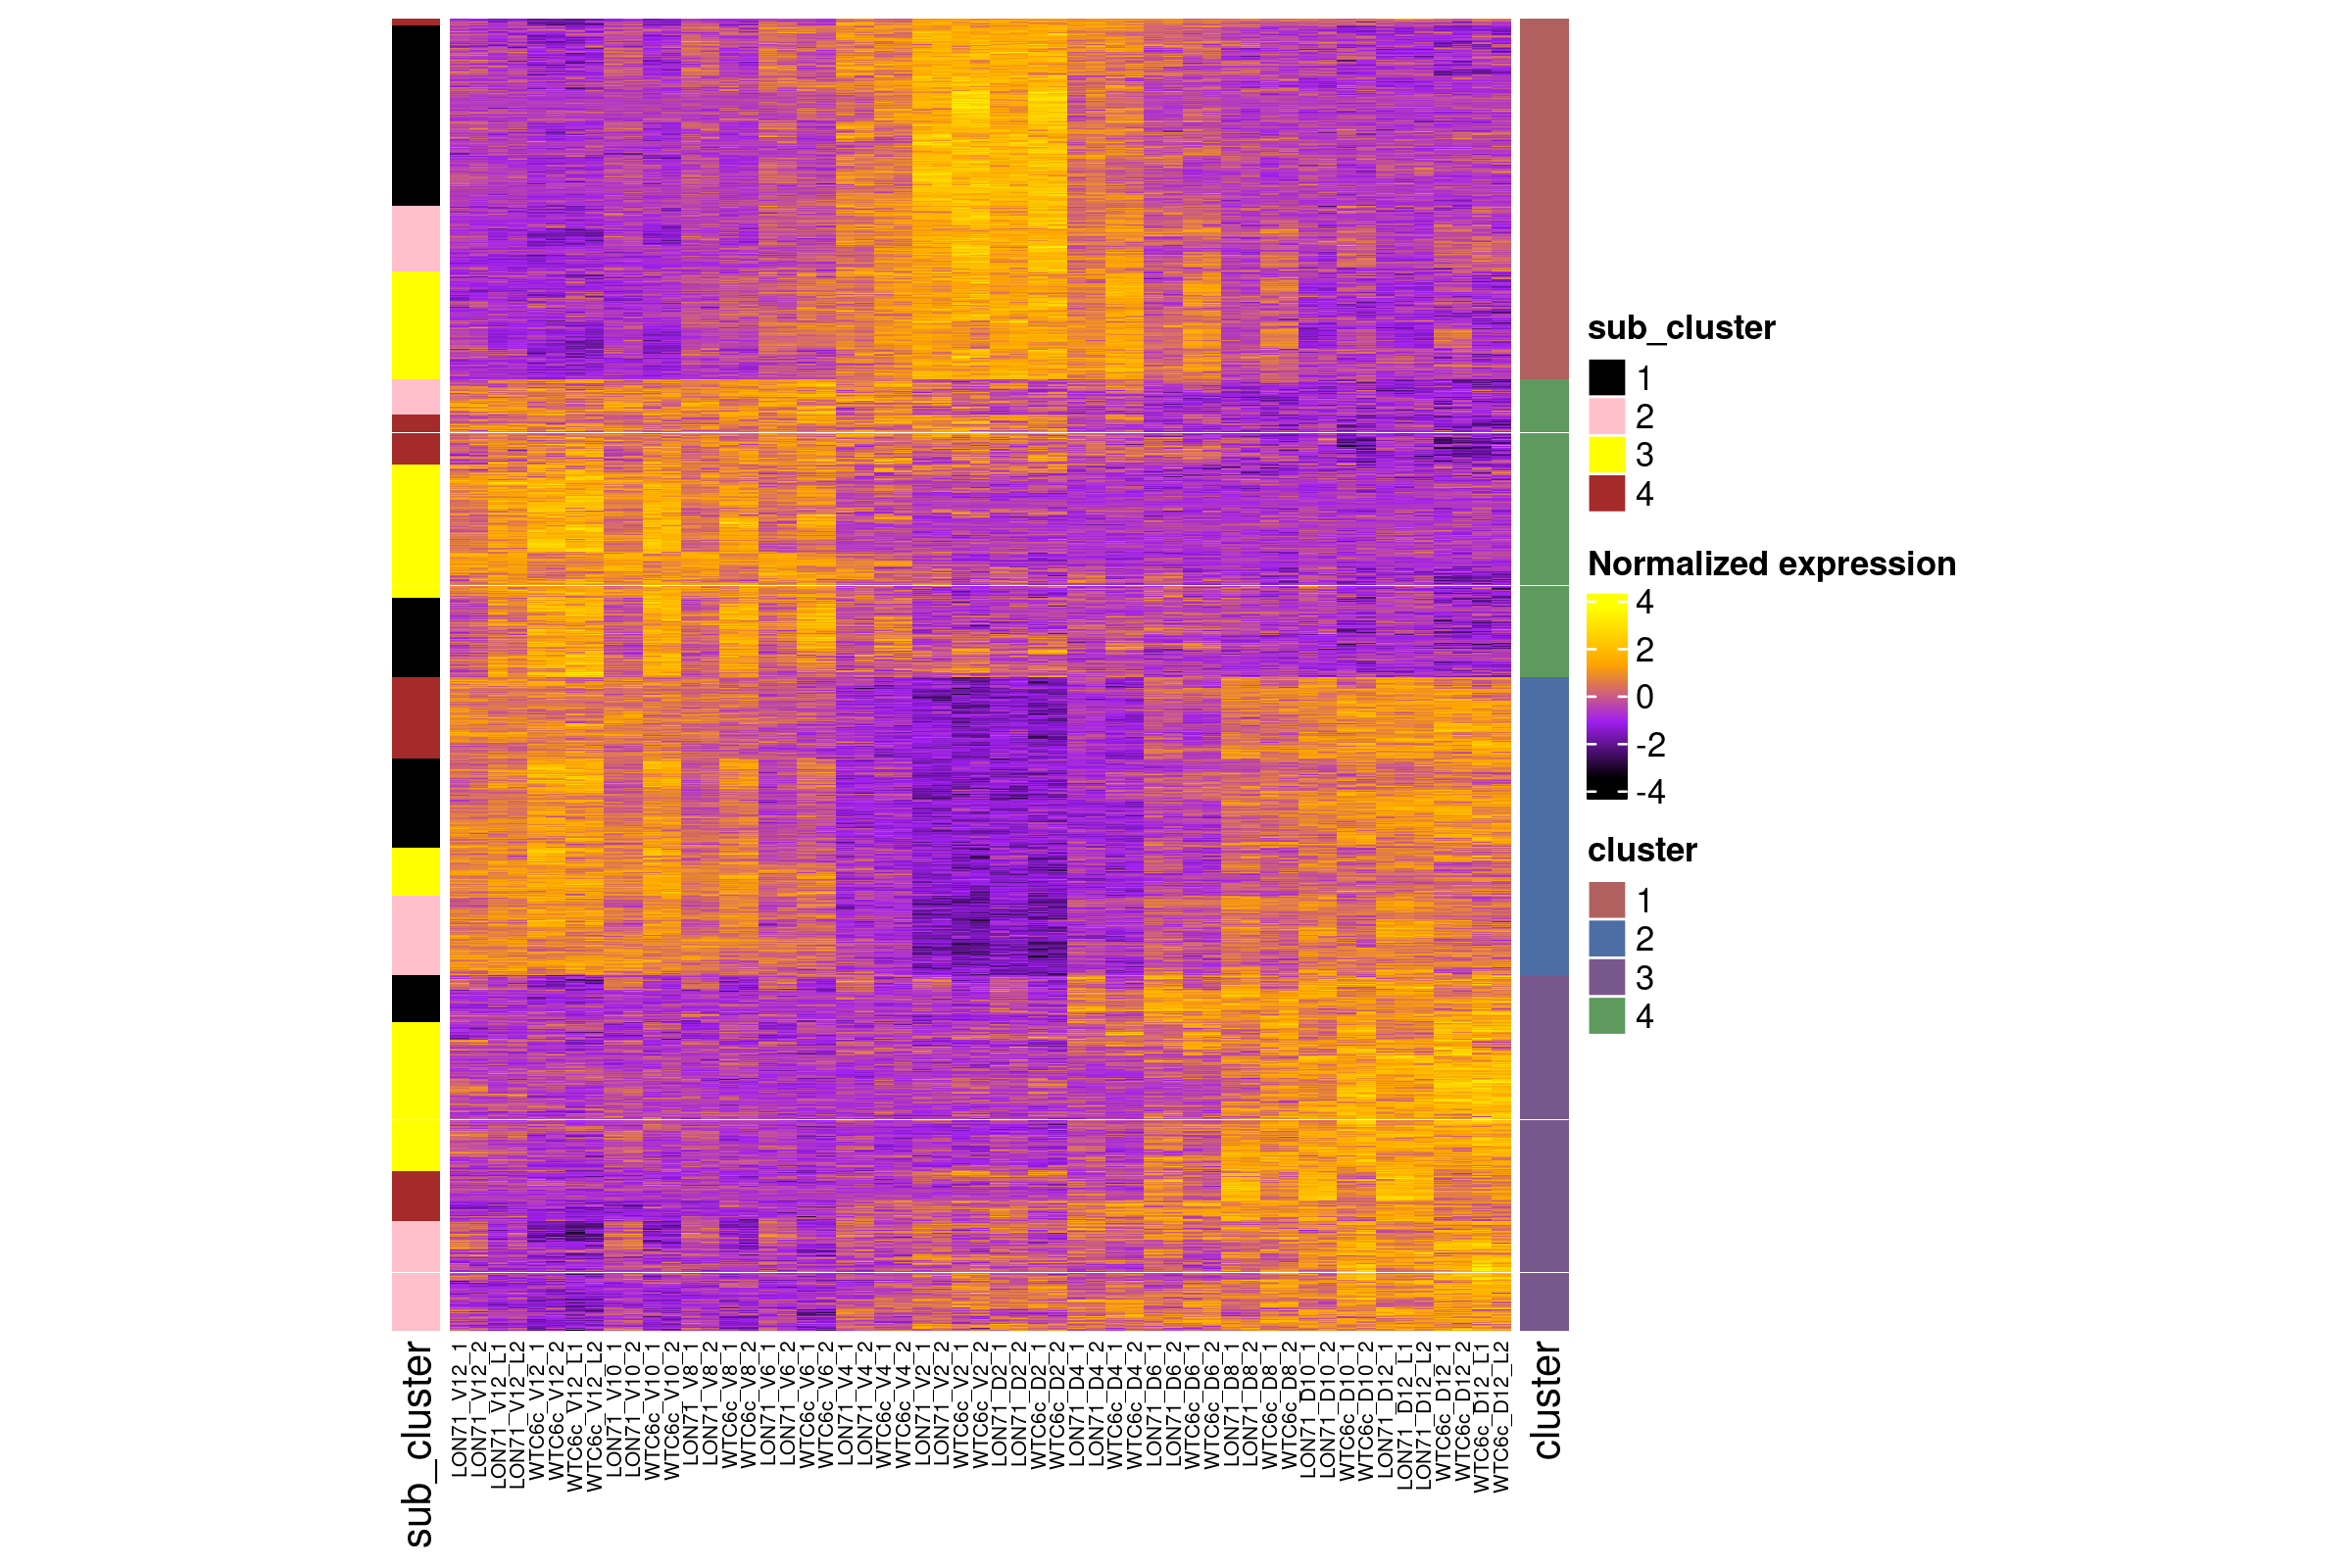 sub_cluster
1
2
3
4
Normalized expression
4
2
0
-2
-4
cluster
1
2
3
4
sub_cluster
LON71_V12_1
LON71_V12_2
LON71_V12_L1
LON71_V12_L2
WTC6c_V12_1
WTC6c_V12_2
WTC6c_V12_L1
WTC6c_V12_L2
LON71_V10_1
LON71_V10_2
WTC6c_V10_1
WTC6c_V10_2
LON71_V8_1
LON71_V8_2
WTC6c_V8_1
WTC6c_V8_2
LON71_V6_1
LON71_V6_2
WTC6c_V6_1
WTC6c_V6_2
LON71_V4_1
LON71_V4_2
WTC6c_V4_1
WTC6c_V4_2
LON71_V2_1
LON71_V2_2
WTC6c_V2_1
WTC6c_V2_2
LON71_D2_1
LON71_D2_2
WTC6c_D2_1
WTC6c_D2_2
LON71_D4_1
LON71_D4_2
WTC6c_D4_1
WTC6c_D4_2
LON71_D6_1
LON71_D6_2
WTC6c_D6_1
WTC6c_D6_2
LON71_D8_1
LON71_D8_2
WTC6c_D8_1
WTC6c_D8_2
LON71_D10_1
LON71_D10_2
WTC6c_D10_1
WTC6c_D10_2
LON71_D12_1
LON71_D12_L1
LON71_D12_L2
WTC6c_D12_1
WTC6c_D12_2
WTC6c_D12_L1
WTC6c_D12_L2
cluster